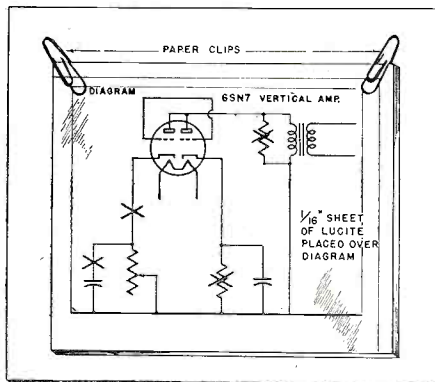 PAPER CLIPS
DIAGRAM
6SN7 VERTICAL AMP.
1/16" SHEET
OF LUCITE
PLACED OVER
DIAGRAM